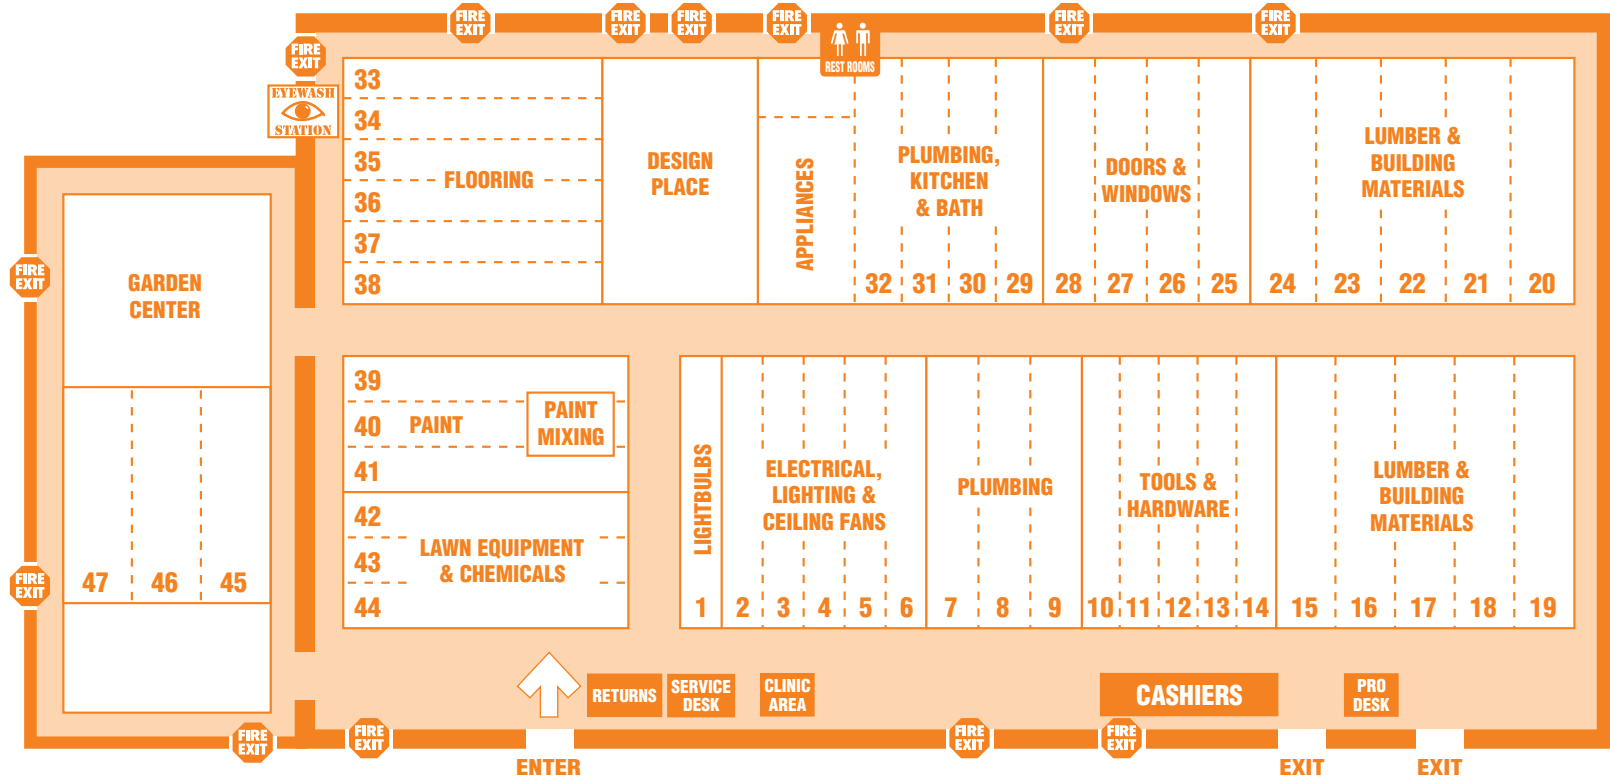 FIRE
EXIT
FIRE
EXIT
FIRE
EXIT
FIRE
EXIT
FIRE
EXIT
FIRE
EXIT
FIRE
EXIT
REST ROOMS
EYEWASH
STATION
33
34
35
36
37
38
FLOORING
DESIGN
PLACE
APPLIANCES
PLUMBING,
KITCHEN
& BATH
32 31 30 29
DOORS &
WINDOWS
28 27 26 25
LUMBER &
BUILDING
MATERIALS
24 23 22 21 20
FIRE
EXIT
GARDEN
CENTER
47 46 45
FIRE
EXIT
39
40
41
PAINT
PAINT
MIXING
42
43
44
LAWN EQUIPMENT
& CHEMICALS
LIGHTBULBS
1
ELECTRICAL,
LIGHTING &
CEILING FANS
2 3 4 5 6
PLUMBING
7 8 9
TOOLS &
HARDWARE
10 11 12 13 14
LUMBER &
BUILDING
MATERIALS
15 16 17 18 19
RETURNS
SERVICE
DESK
CLINIC
AREA
CASHIERS
PRO
DESK
FIRE
EXIT
FIRE
EXIT
FIRE
EXIT
FIRE
EXIT
ENTER
EXIT
EXIT